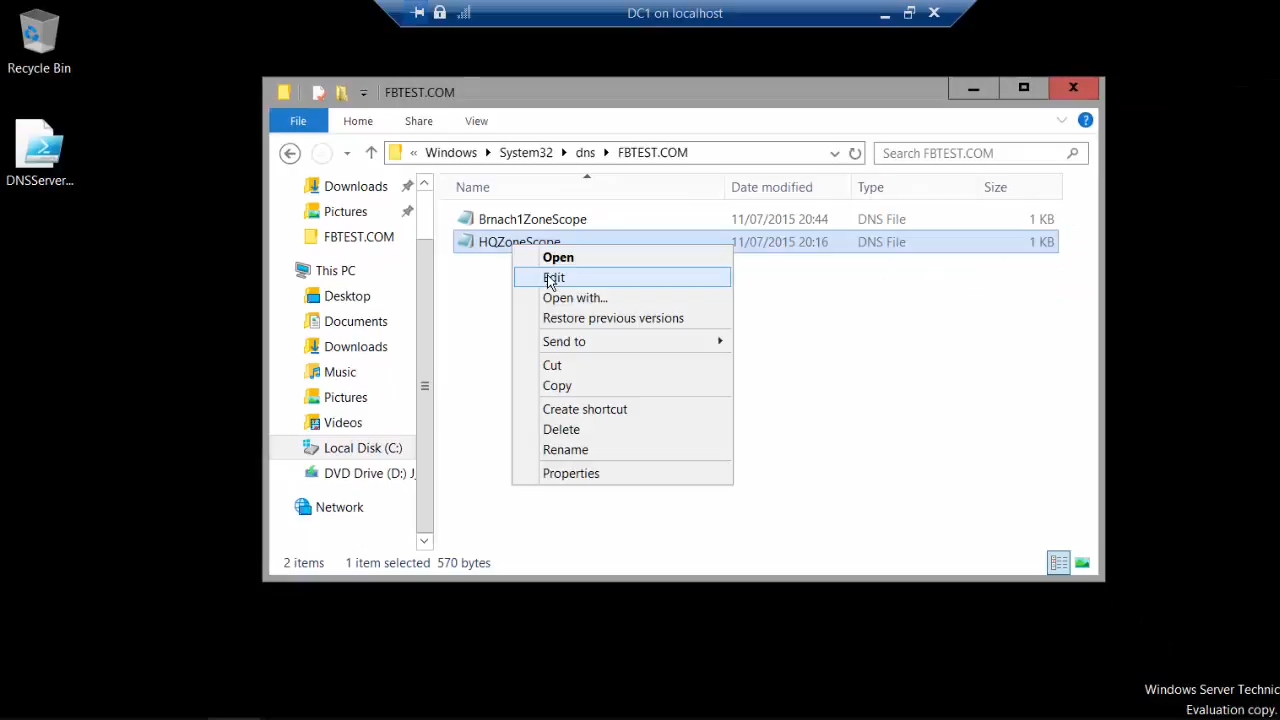 DC1 on localhost
Recycle Bin
DNSServer...
FBTEST.COM
File Home Share View
« Windows System32 dns FBTEST.COM
Search FBTEST.COM
Name Date modified Type Size
Downloads
Pictures
FBTEST.COM
This PC
Desktop
Documents
Downloads
Music
Pictures
Videos
Local Disk (C:)
DVD Drive (D:) J
Network
Brnach1ZoneScope 11/07/2015 20:44 DNS File 1 KB
HQZoneScope 11/07/2015 20:16 DNS File 1 KB
Open
Edit
Open with...
Restore previous versions
Send to
Cut
Copy
Create shortcut
Delete
Rename
Properties
2 items 1 item selected 570 bytes
Windows Server Technic
Evaluation copy.